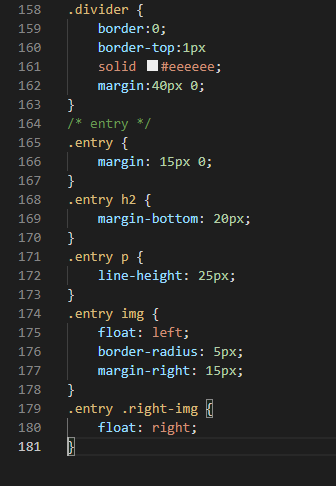 158 .divider {
159     border:0;
160     border-top:1px
161     solid #eeeeee;
162     margin:40px 0;
163 }
164 /* entry */
165 .entry {
166     margin: 15px 0;
167 }
168 .entry h2 {
169     margin-bottom: 20px;
170 }
171 .entry p {
172     line-height: 25px;
173 }
174 .entry img {
175     float: left;
176     border-radius: 5px;
177     margin-right: 15px;
178 }
179 .entry .right-img {
180     float: right;
181 }